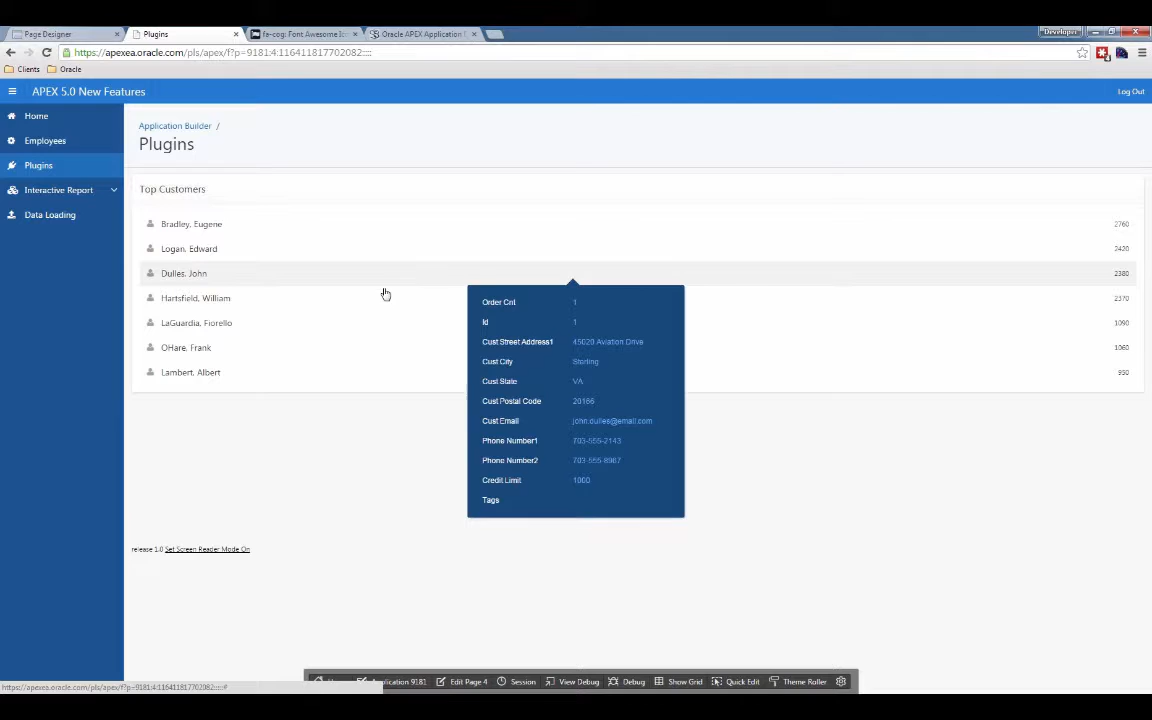 Page Designer × Plugins × fa-cog: Font Awesome Ic × Oracle APEX Application × Developer
https://apexea.oracle.com/pls/apex/f?p=9181:4:116411817702082::::
Clients Oracle
APEX 5.0 New Features Log Out
Home
Employees
Plugins
Interactive Report
Data Loading
Application Builder /
Plugins
Top Customers
Bradley, Eugene 2760
Logan, Edward 2420
Dulles, John 2380
Hartsfield, William 2370
LaGuardia, Fiorello 1090
OHare, Frank 1060
Lambert, Albert 950
Order Cnt 1
Id 1
Cust Street Address1 45020 Aviation Drive
Cust City Sterling
Cust State VA
Cust Postal Code 20166
Cust Email john.dulles@email.com
Phone Number1 703-555-2143
Phone Number2 703-555-8967
Credit Limit 1000
Tags
release 1.0 Set Screen Reader Mode On
Application 9181 Edit Page 4 Session View Debug Debug Show Grid Quick Edit Theme Roller
https://apexea.oracle.com/pls/apex/f?p=9181:4:116411817702082:::::#